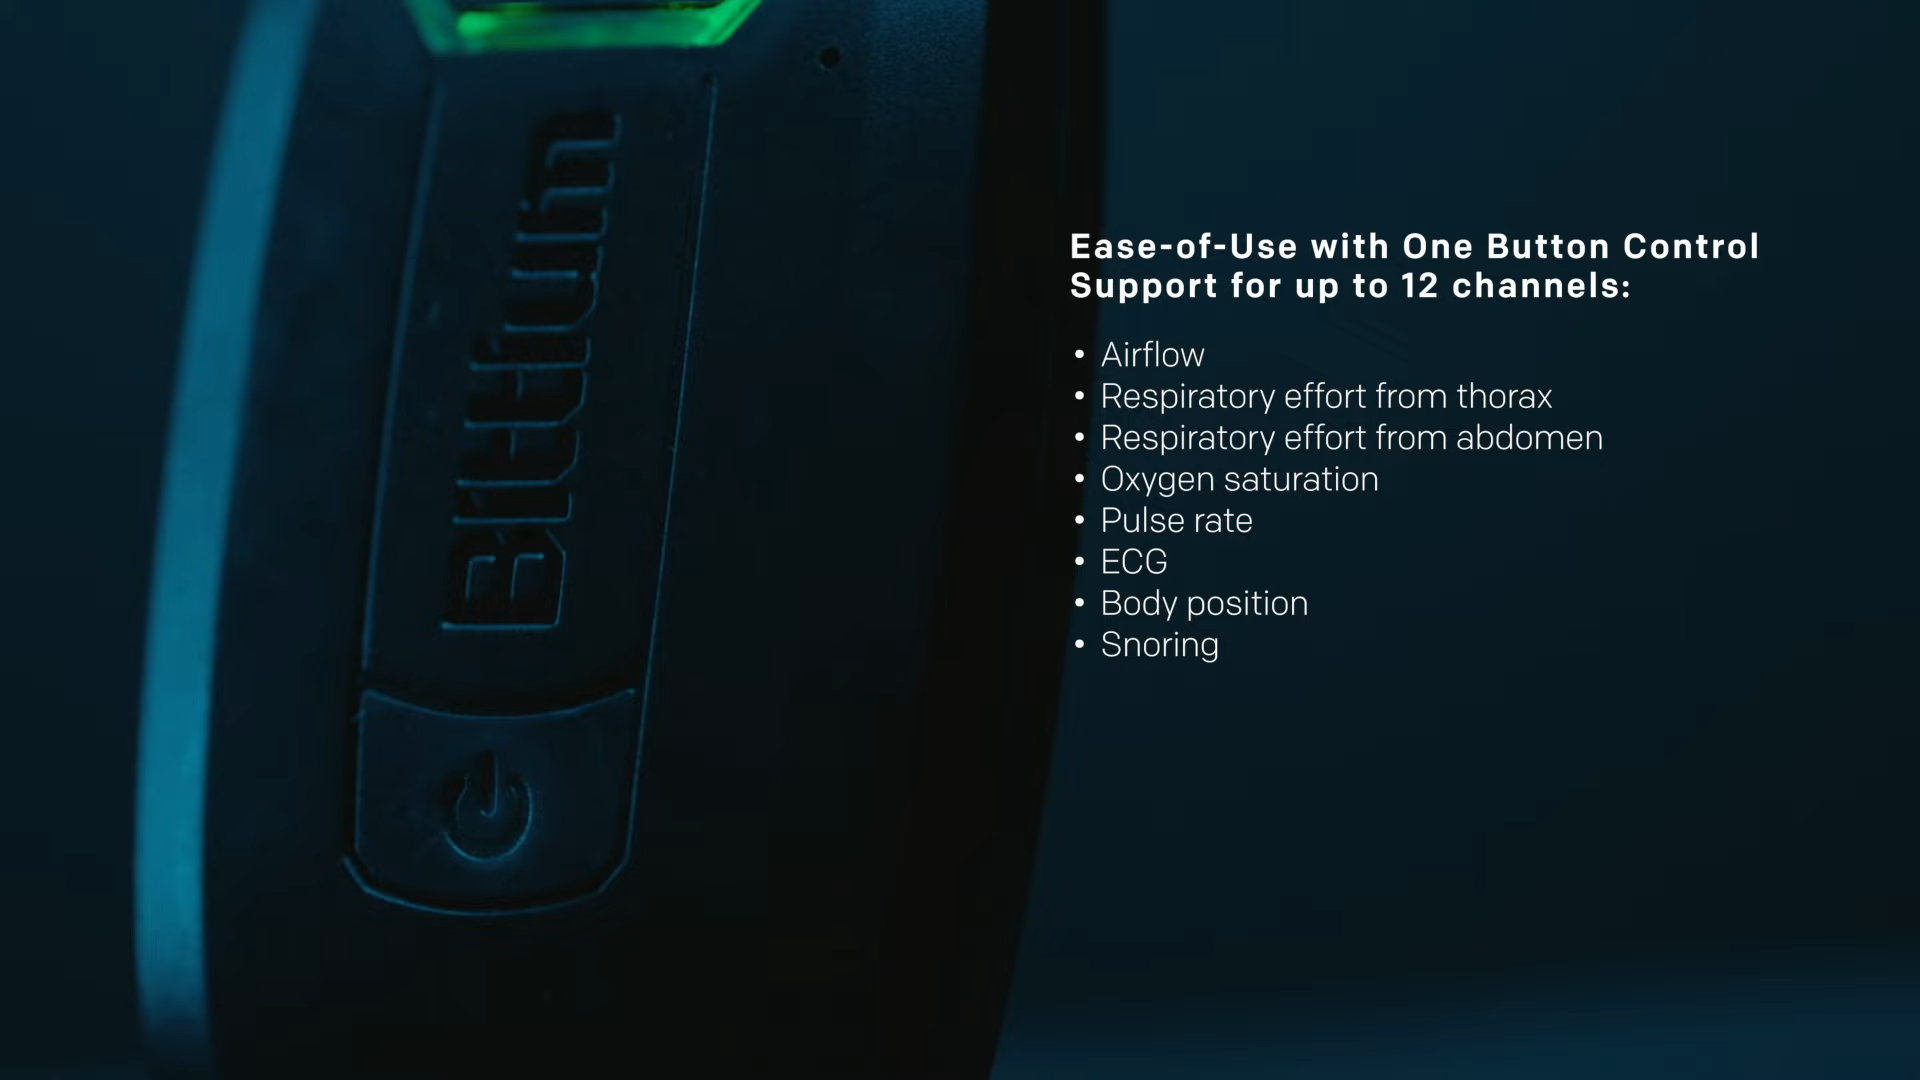 Bittium
Ease-of-Use with One Button Control
Support for up to 12 channels:
• Airflow
• Respiratory effort from thorax
• Respiratory effort from abdomen
• Oxygen saturation
• Pulse rate
• ECG
• Body position
• Snoring